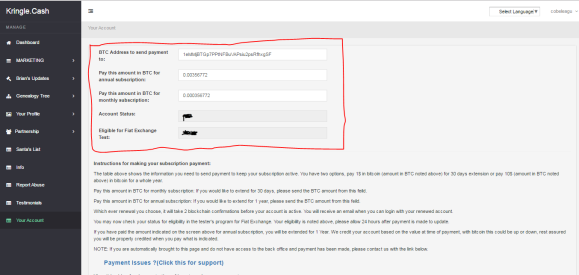 Kringle.Cash
Select Language ▼
MANAGE
Dashboard
MARKETING
Brian's Updates
Genealogy Tree
Your Profile
Partnership
Santa's List
Info
Report Abuse
Testimonials
Your Account
Your Account
BTC Address to send payment
to:
Pay this amount in BTC for
annual subscription:
0.00356772
Pay this amount in BTC for
monthly subscription:
0.000356772
Account Status:
Eligible for Fiat Exchange
Test:
Instructions for making your subscription payment:
The table above shows the information you need to send payment to keep your subscription active. You have two options, pay 1$ in bitcoin (amount in BTC noted above) for 30 days extension or pay 10$ (amount in BTC noted
above) in bitcoin for a whole year.
Pay this amount in BTC for monthly subscription: If you would like to extend for 30 days, please send the BTC amount from this field.
Pay this amount in BTC for annual subscription: If you would like to extend for 1 year, please send the BTC amount from this field.
Which ever renewal you choose, it will take 2 blockchain confirmations before your account is active. You will receive an email when you can login with your renewed account.
You may now check your status for eligibility in the tester's program for Fiat Exchange. Your eligibility is noted above, please allow 24 hours after payment is made to update.
If you have paid the amount indicated on the screen above for annual subscription, you will be extended for 1 Year. We credit your account based on the value at time of payment, with bitcoin this could be up or down, rest assured
you will be properly credited when you pay what is indicated.
NOTE: If you are automatically brought to this page and do not have access to the back office and payment has been made, please contact us with the link below.
Payment Issues ?(Click this for support)